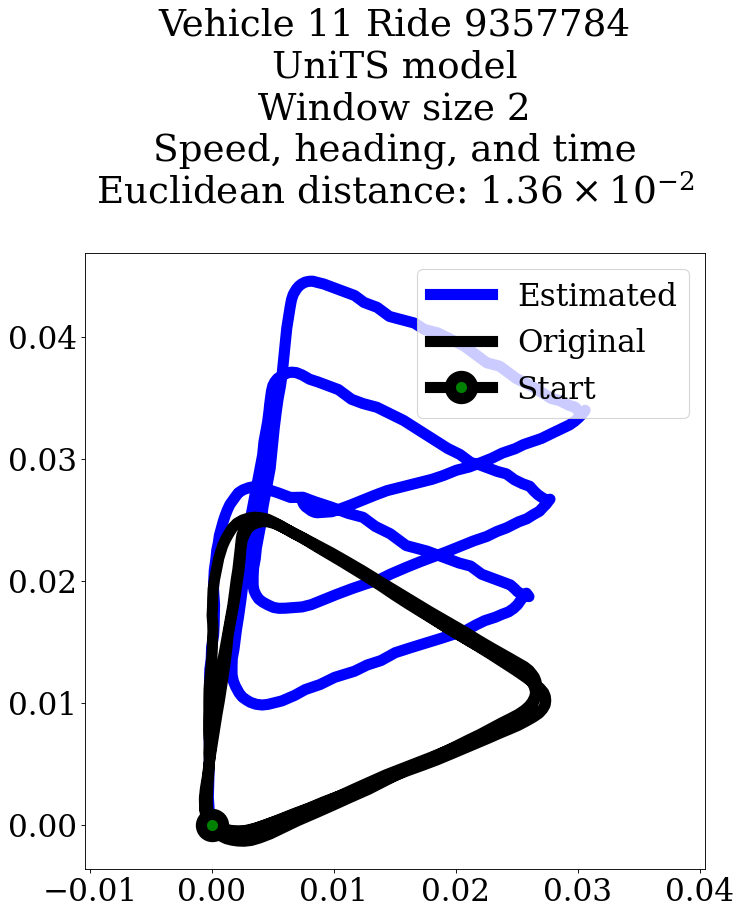 Vehicle 11 Ride 9357784
UniTS model
Window size 2
Speed, heading, and time
Euclidean distance: 1.36 × 10⁻²
Estimated
Original
Start
0.04
0.03
0.02
0.01
0.00
−0.01 0.00 0.01 0.02 0.03 0.04